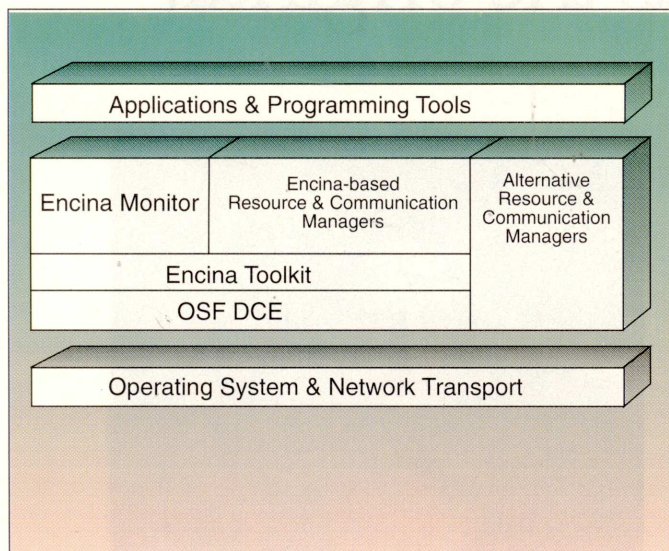 Applications & Programming Tools
Encina Monitor
Encina-based
Resource & Communication
Managers
Alternative
Resource &
Communication
Managers
Encina Toolkit
OSF DCE
Operating System & Network Transport